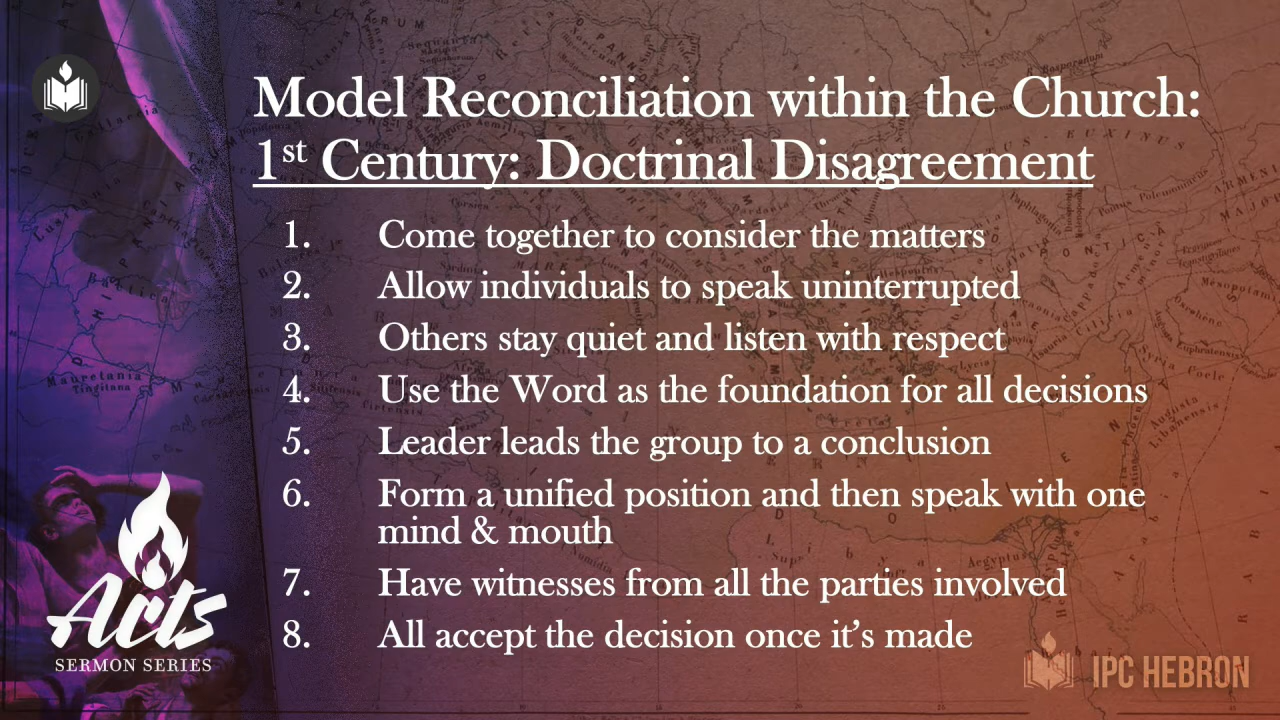 Model Reconciliation within the Church:
1st Century: Doctrinal Disagreement
1. Come together to consider the matters
2. Allow individuals to speak uninterrupted
3. Others stay quiet and listen with respect
4. Use the Word as the foundation for all decisions
5. Leader leads the group to a conclusion
6. Form a unified position and then speak with one
mind & mouth
7. Have witnesses from all the parties involved
8. All accept the decision once it's made
Acts
SERMON SERIES
IPC HEBRON
Mauretania
Tingitana